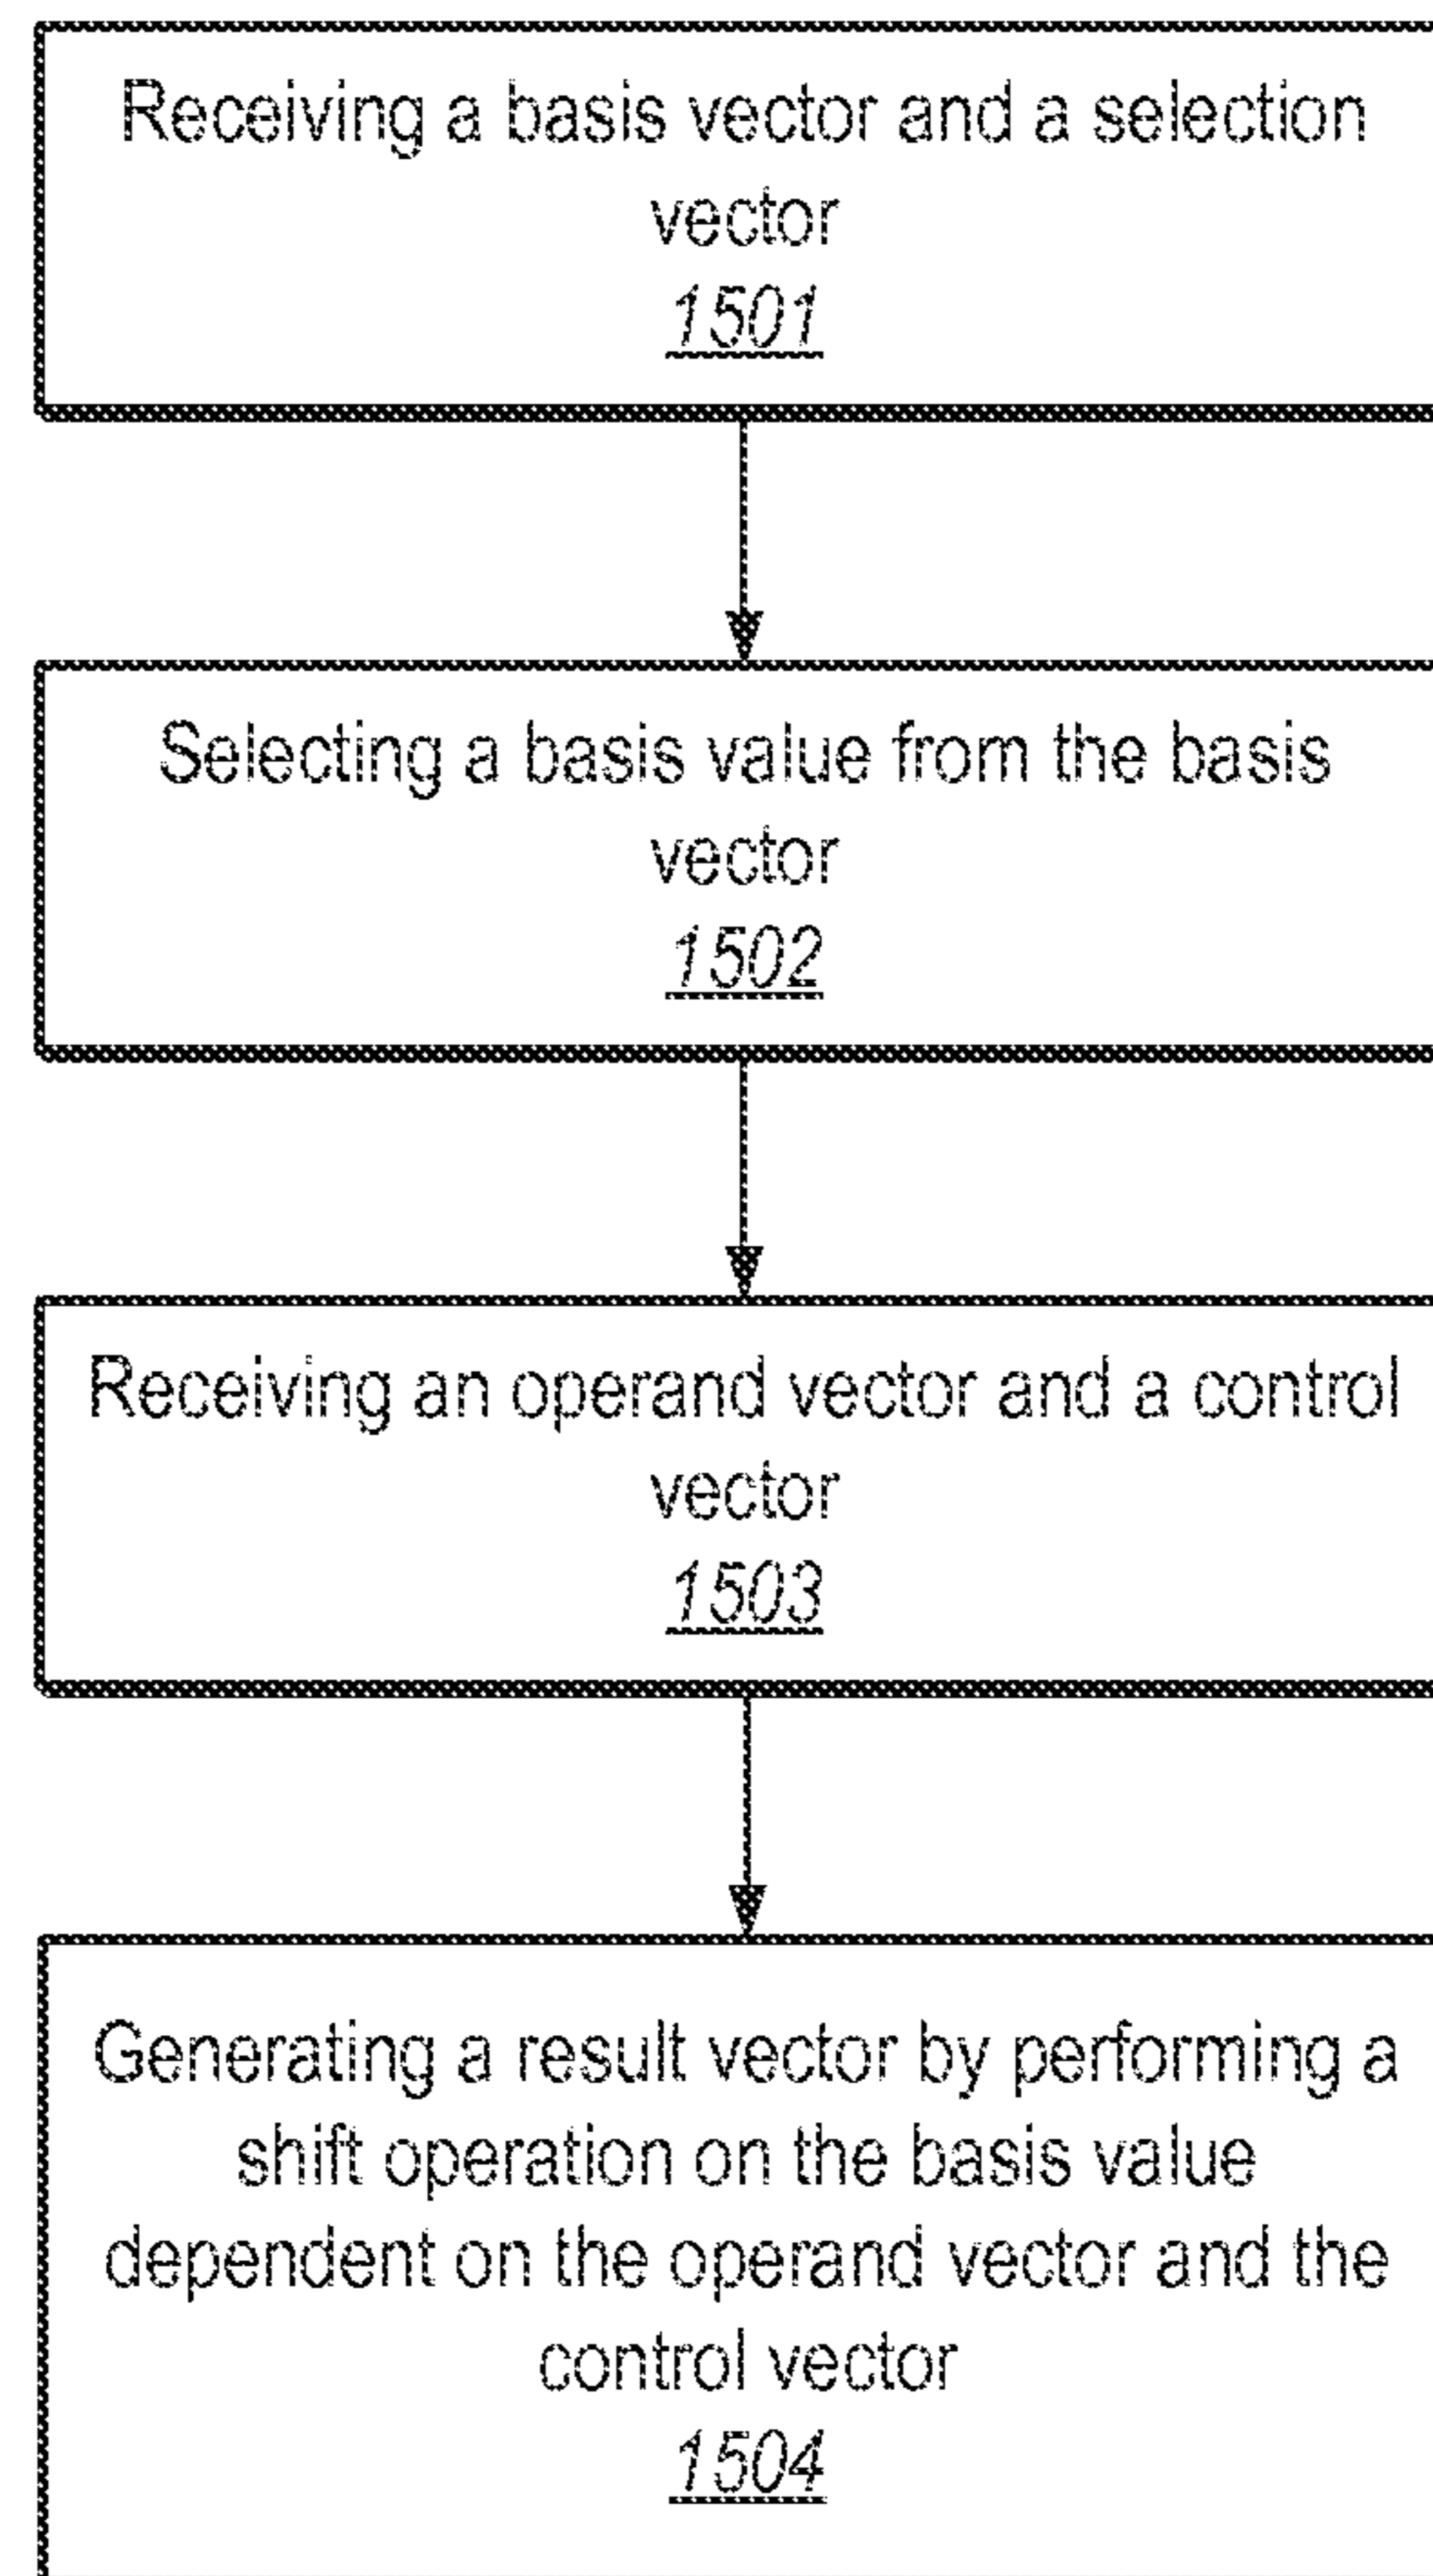 Receiving a basis vector and a selection
vector
1501
Selecting a basis value from the basis
vector
1502
Receiving an operand vector and a control
vector
1503
Generating a result vector by performing a
shift operation on the basis value
dependent on the operand vector and the
control vector
1504